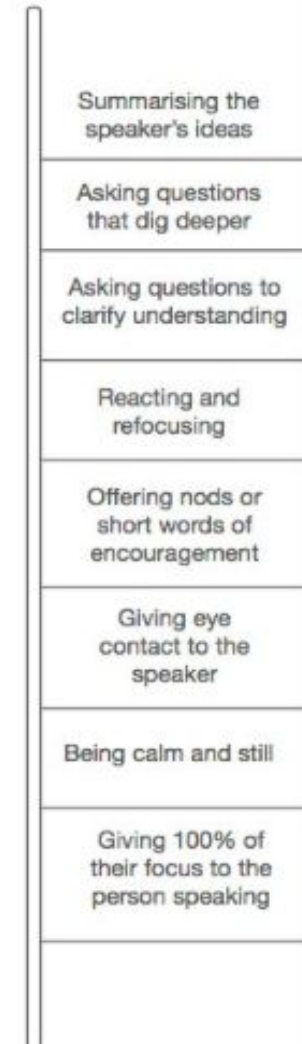 Summarising the
speaker's ideas
Asking questions
that dig deeper
Asking questions to
clarify understanding
Reacting and
refocusing
Offering nods or
short words of
encouragement
Giving eye
contact to the
speaker
Being calm and still
Giving 100% of
their focus to the
person speaking